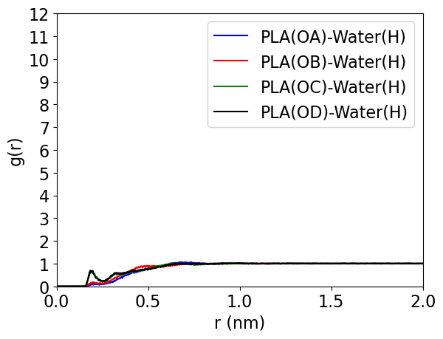 12
11
10
9
8
7
6
5
4
3
2
1
0
g(r)
PLA(OA)-Water(H)
PLA(OB)-Water(H)
PLA(OC)-Water(H)
PLA(OD)-Water(H)
0.0 0.5 1.0 1.5 2.0
r (nm)